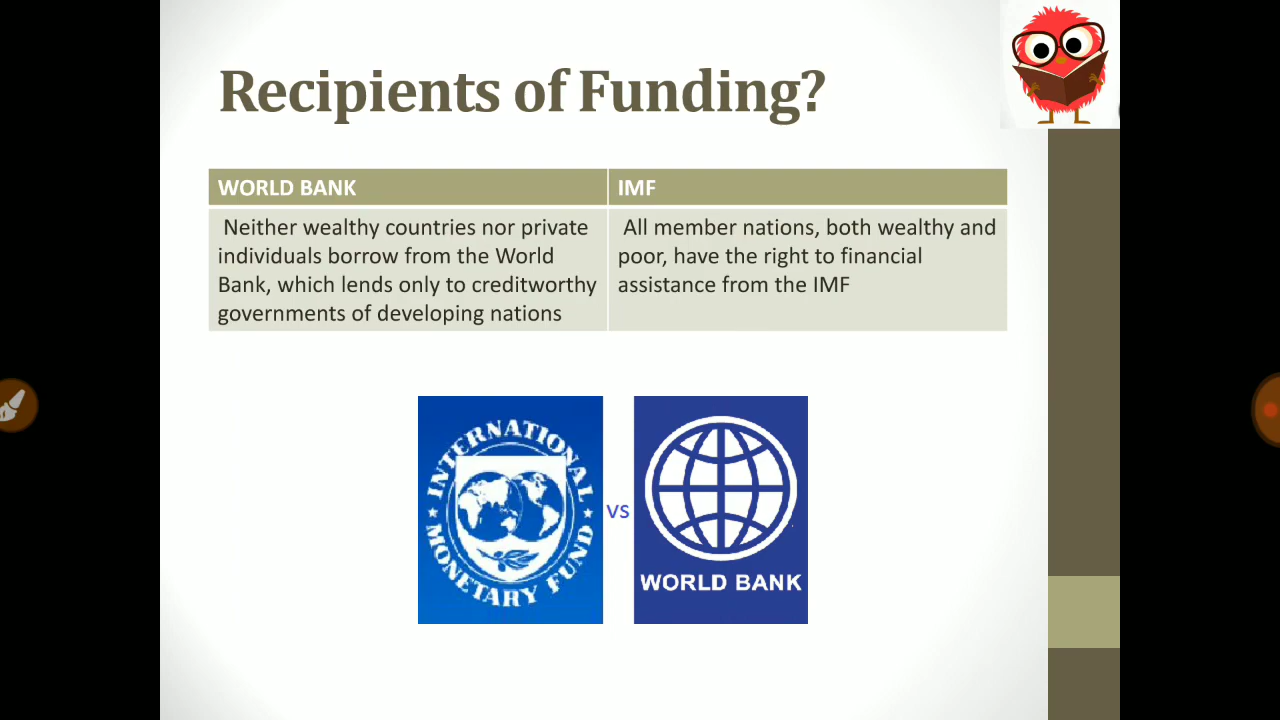 Recipients of Funding?
WORLD BANK
Neither wealthy countries nor private
individuals borrow from the World
Bank, which lends only to creditworthy
governments of developing nations
IMF
All member nations, both wealthy and
poor, have the right to financial
assistance from the IMF
INTERNATIONAL
MONETARY FUND
vs
WORLD BANK